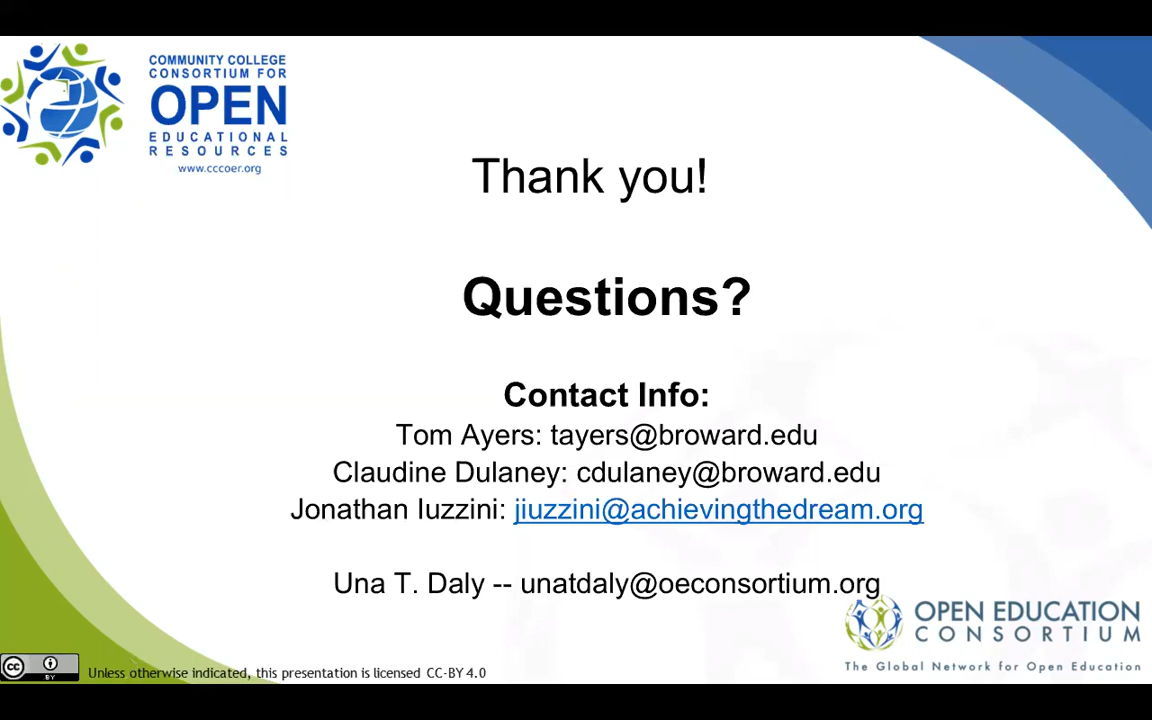 COMMUNITY COLLEGE
CONSORTIUM FOR
OPEN
EDUCATIONAL
RESOURCES
www.cccoer.org
Thank you!
Questions?
Contact Info:
Tom Ayers: tayers@broward.edu
Claudine Dulaney: cdulaney@broward.edu
Jonathan Iuzzini: jiuzzini@achievingthedream.org
Una T. Daly -- unatdaly@oeconsortium.org
OPEN EDUCATION
CONSORTIUM
The Global Network for Open Education
cc BY
Unless otherwise indicated, this presentation is licensed CC-BY 4.0